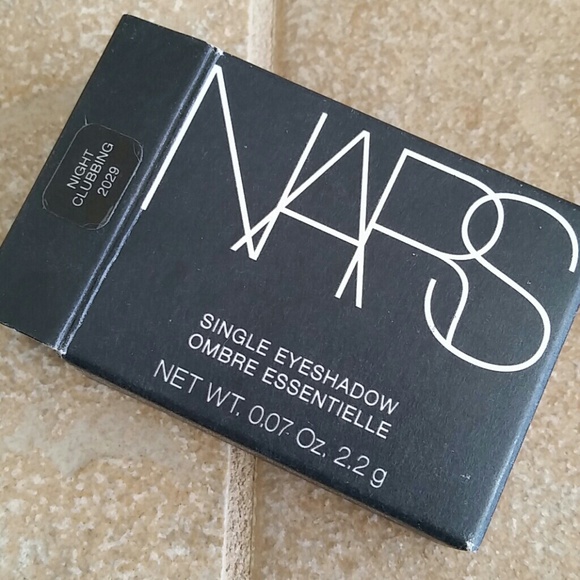 NIGHT
CLUBBING
2029
NARS
SINGLE EYESHADOW
OMBRE ESSENTIELLE
NET WT. 0.07 Oz. 2.2 g